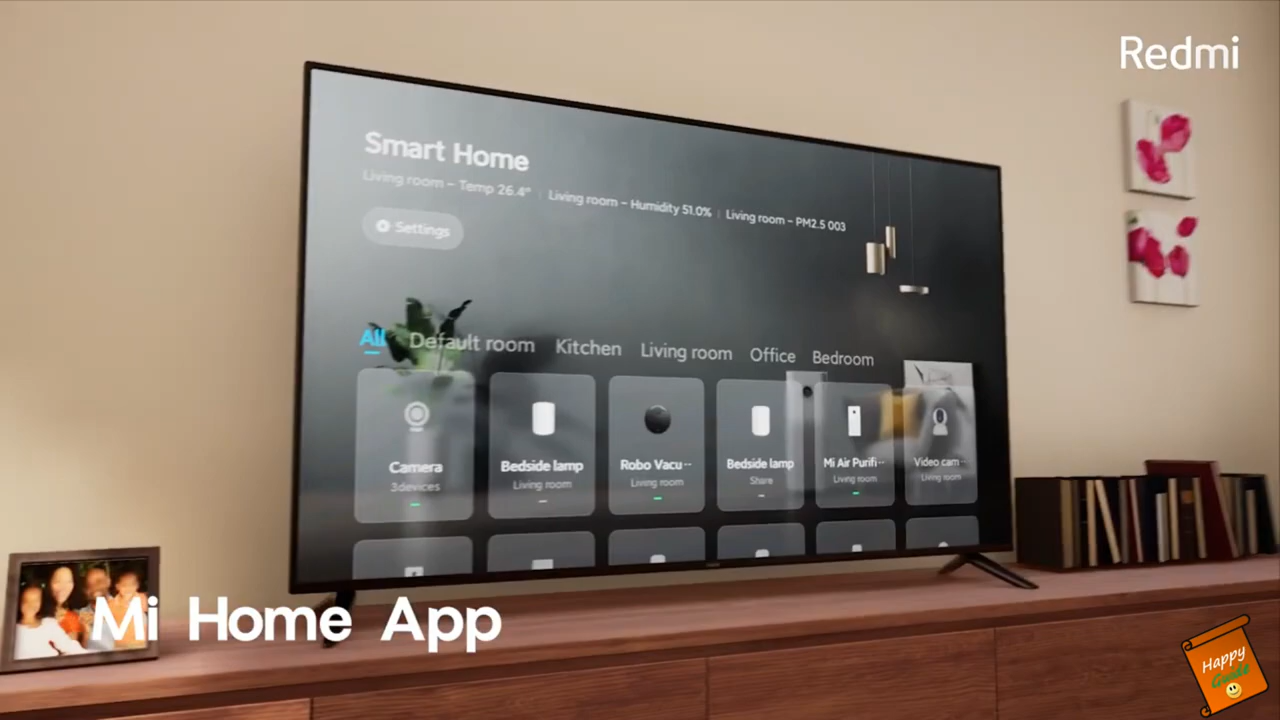 Redmi
Smart Home
Living room – Temp 26.4° | Living room – Humidity 51.0% | Living room – PM2.5 003
Settings
All Default room Kitchen Living room Office Bedroom
Camera
3devices
Bedside lamp
Living room
Robo Vacu··
Living room
Bedside lamp
Share
Mi Air Purifi··
Living room
Video cam··
Living room
Mi Home App
Happy
Guide